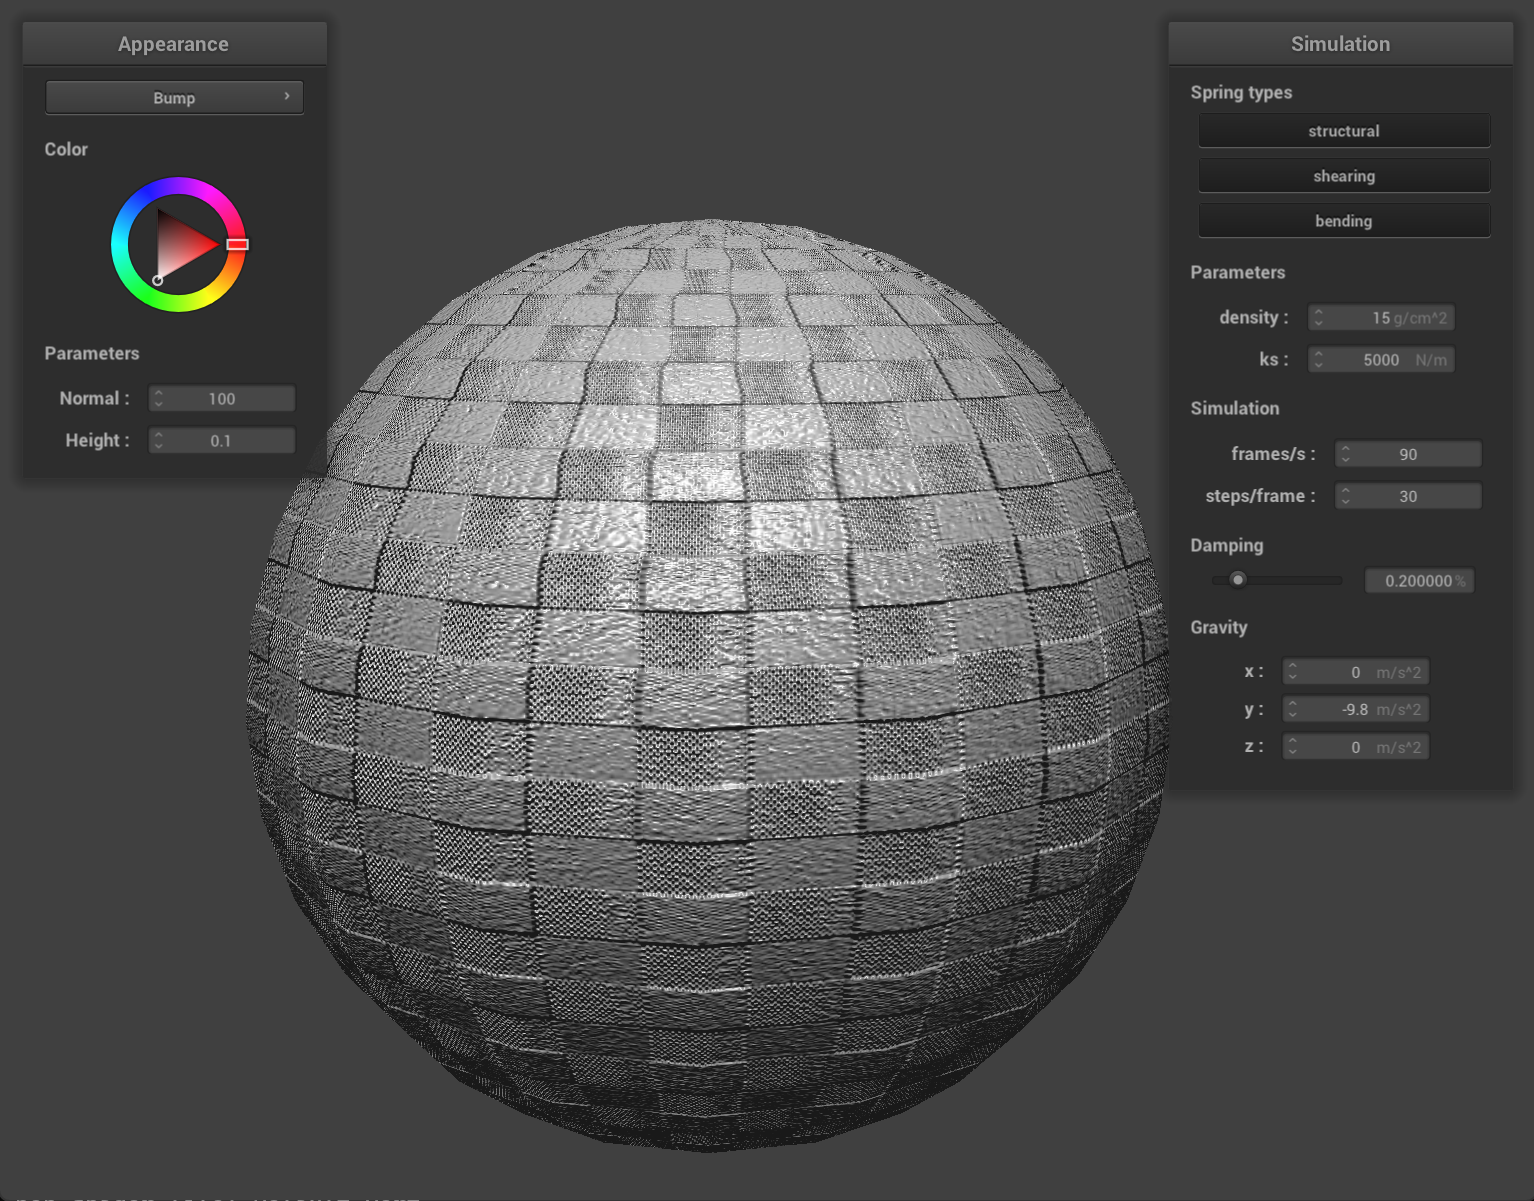 Appearance
Bump
Color
Parameters
Normal : 100
Height : 0.1
Simulation
Spring types
structural
shearing
bending
Parameters
density : 15 g/cm^2
ks : 5000 N/m
Simulation
frames/s : 90
steps/frame : 30
Damping
0.200000 %
Gravity
x : 0 m/s^2
y : -9.8 m/s^2
z : 0 m/s^2